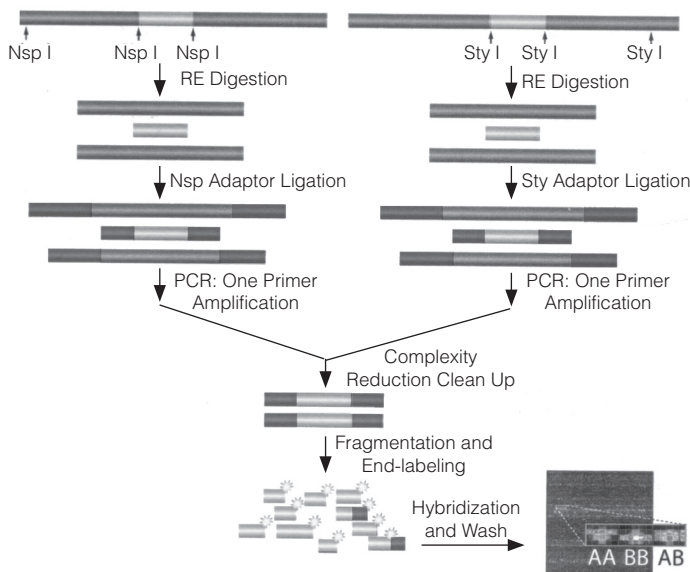 Nsp I Nsp I Nsp I
Sty I Sty I Sty I
RE Digestion
RE Digestion
Nsp Adaptor Ligation
Sty Adaptor Ligation
PCR: One Primer
Amplification
PCR: One Primer
Amplification
Complexity
Reduction Clean Up
Fragmentation and
End-labeling
Hybridization
and Wash
AA BB AB